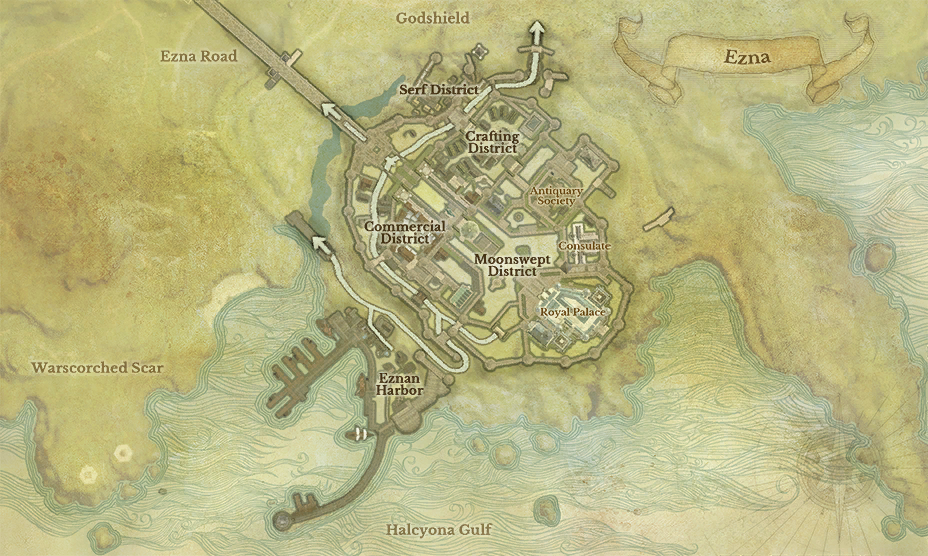 Godshield
Ezna Road
Ezna
Serf District
Crafting
District
Antiquary
Society
Commercial
District
Consulate
Moonswept
District
Royal Palace
Warscorched Scar
Eznan
Harbor
Halcyona Gulf